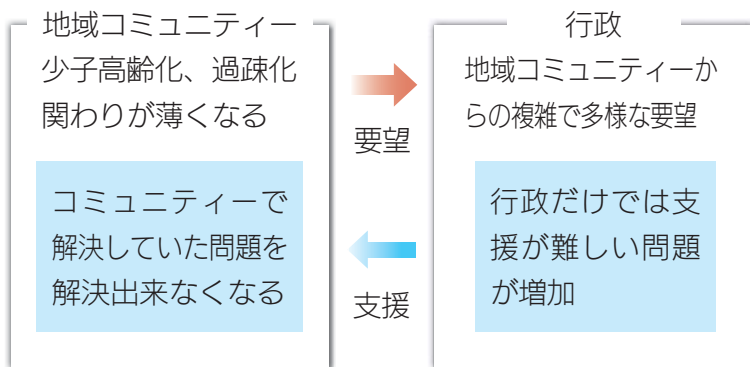 地域コミュニティー
少子高齢化、過疎化
関わりが薄くなる
コミュニティーで
解決していた問題を
解決出来なくなる
要望
支援
行政
地域コミュニティーか
らの複雑で多様な要望
行政だけでは支
援が難しい問題
が増加